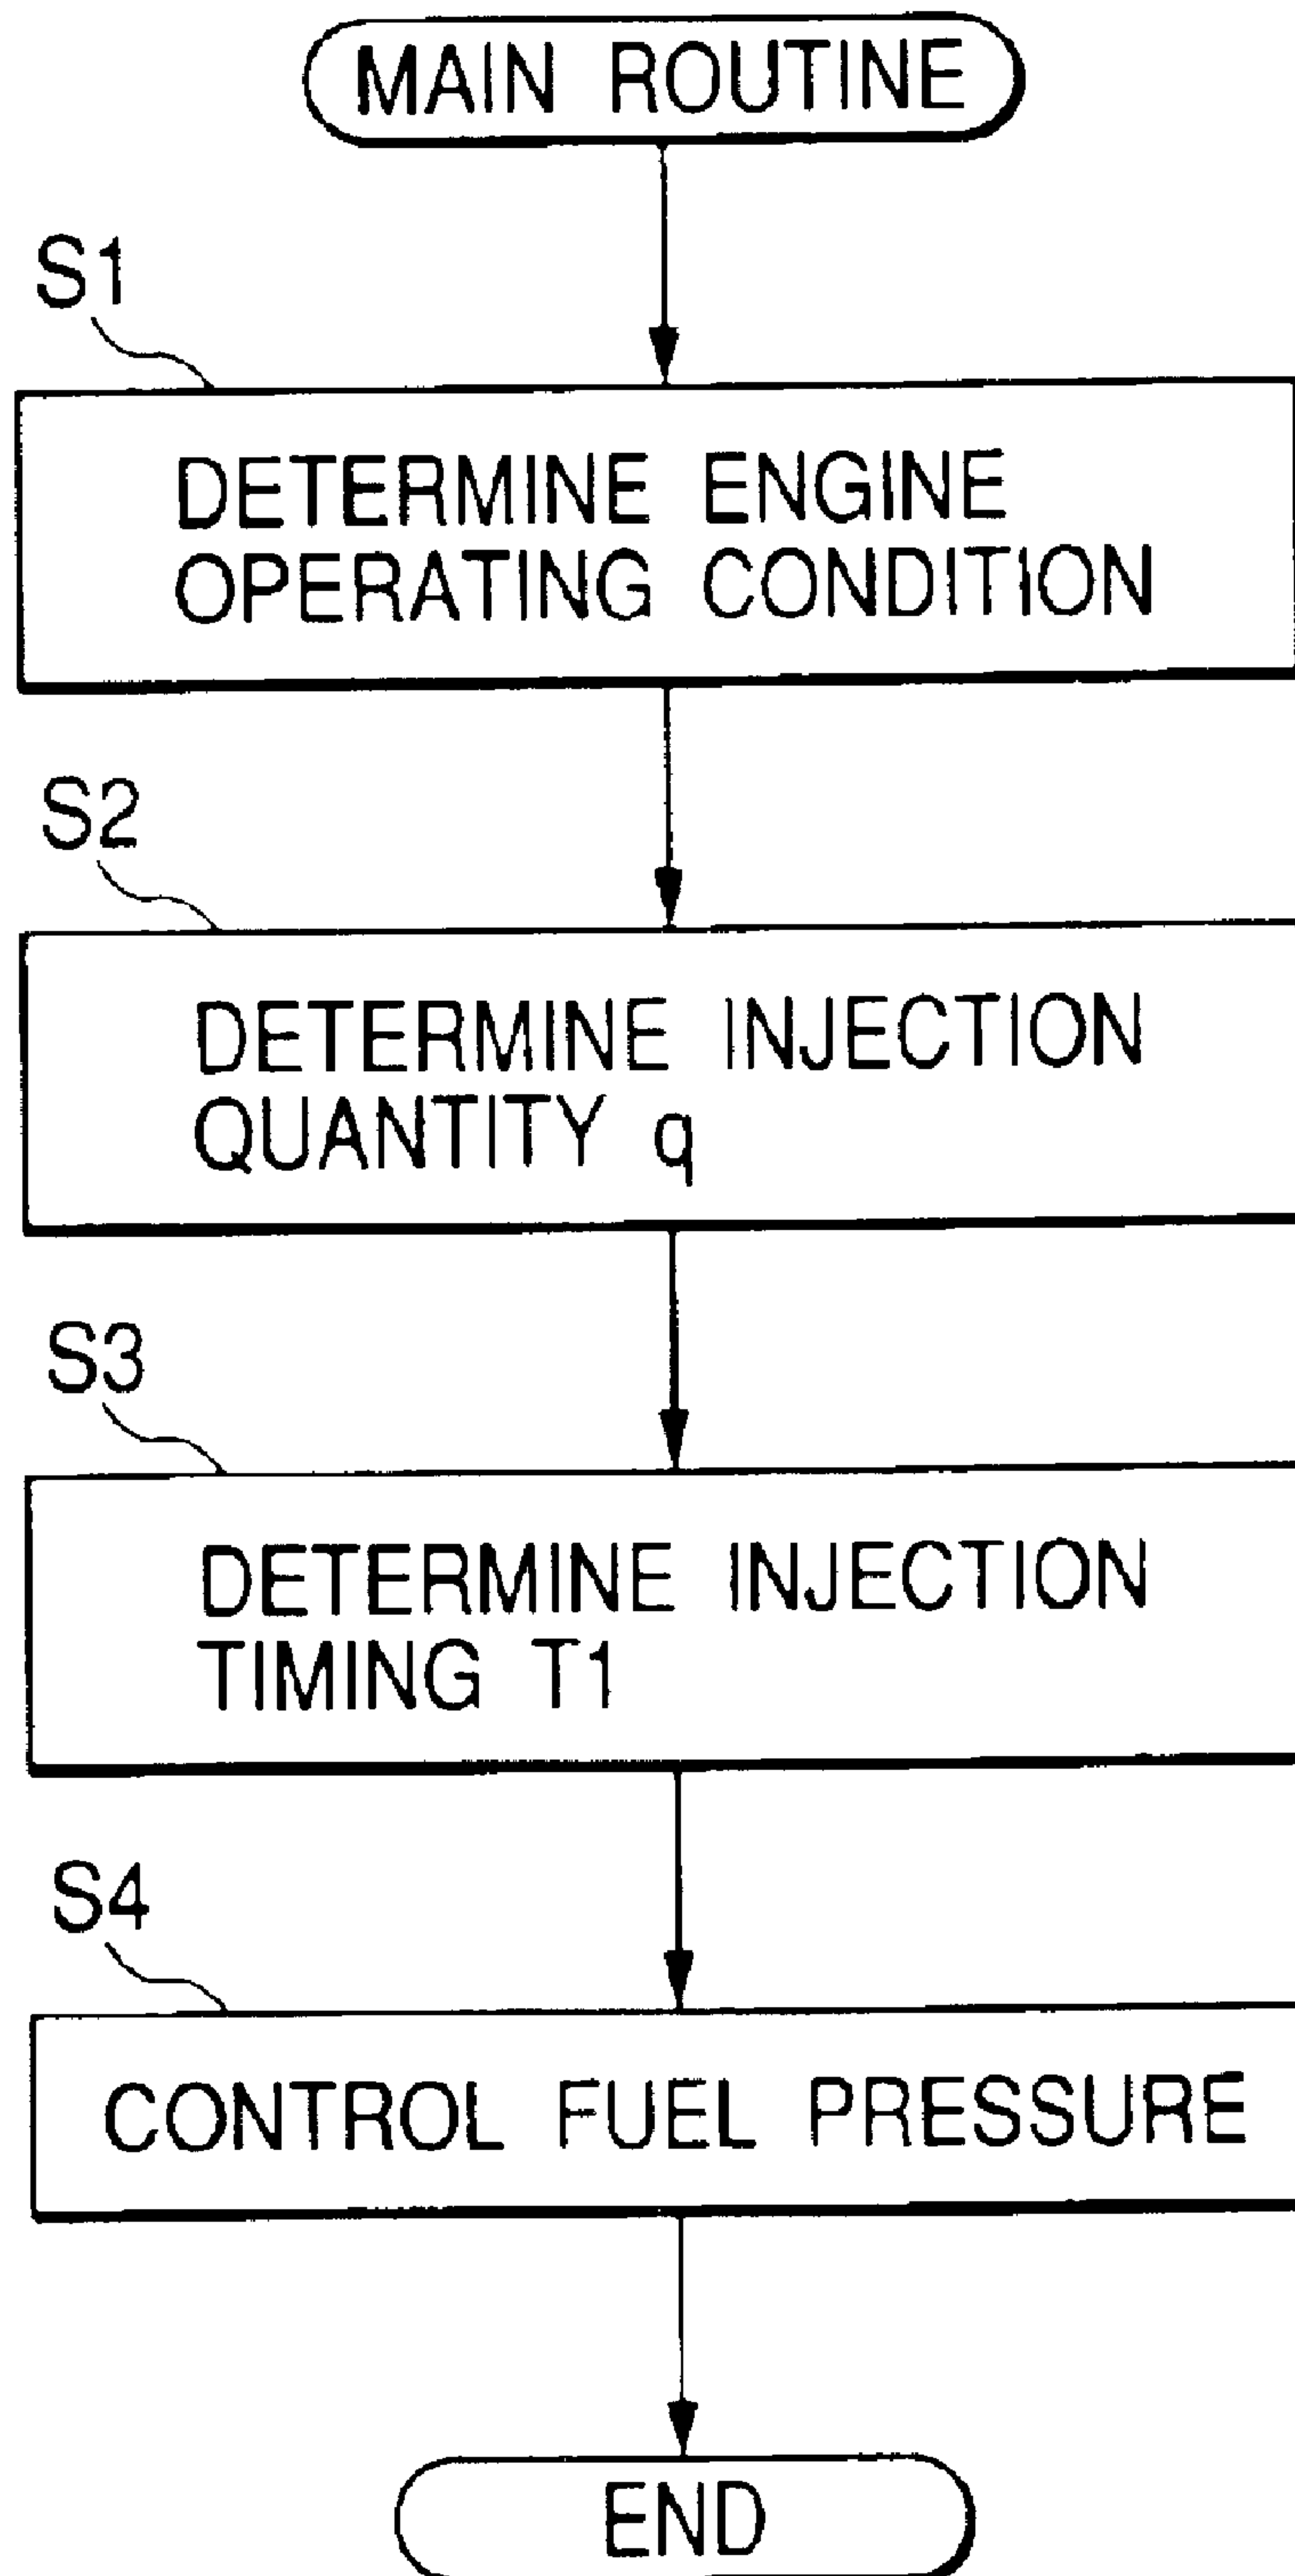 MAIN ROUTINE
S1
DETERMINE ENGINE
OPERATING CONDITION
S2
DETERMINE INJECTION
QUANTITY q
S3
DETERMINE INJECTION
TIMING T1
S4
CONTROL FUEL PRESSURE
END